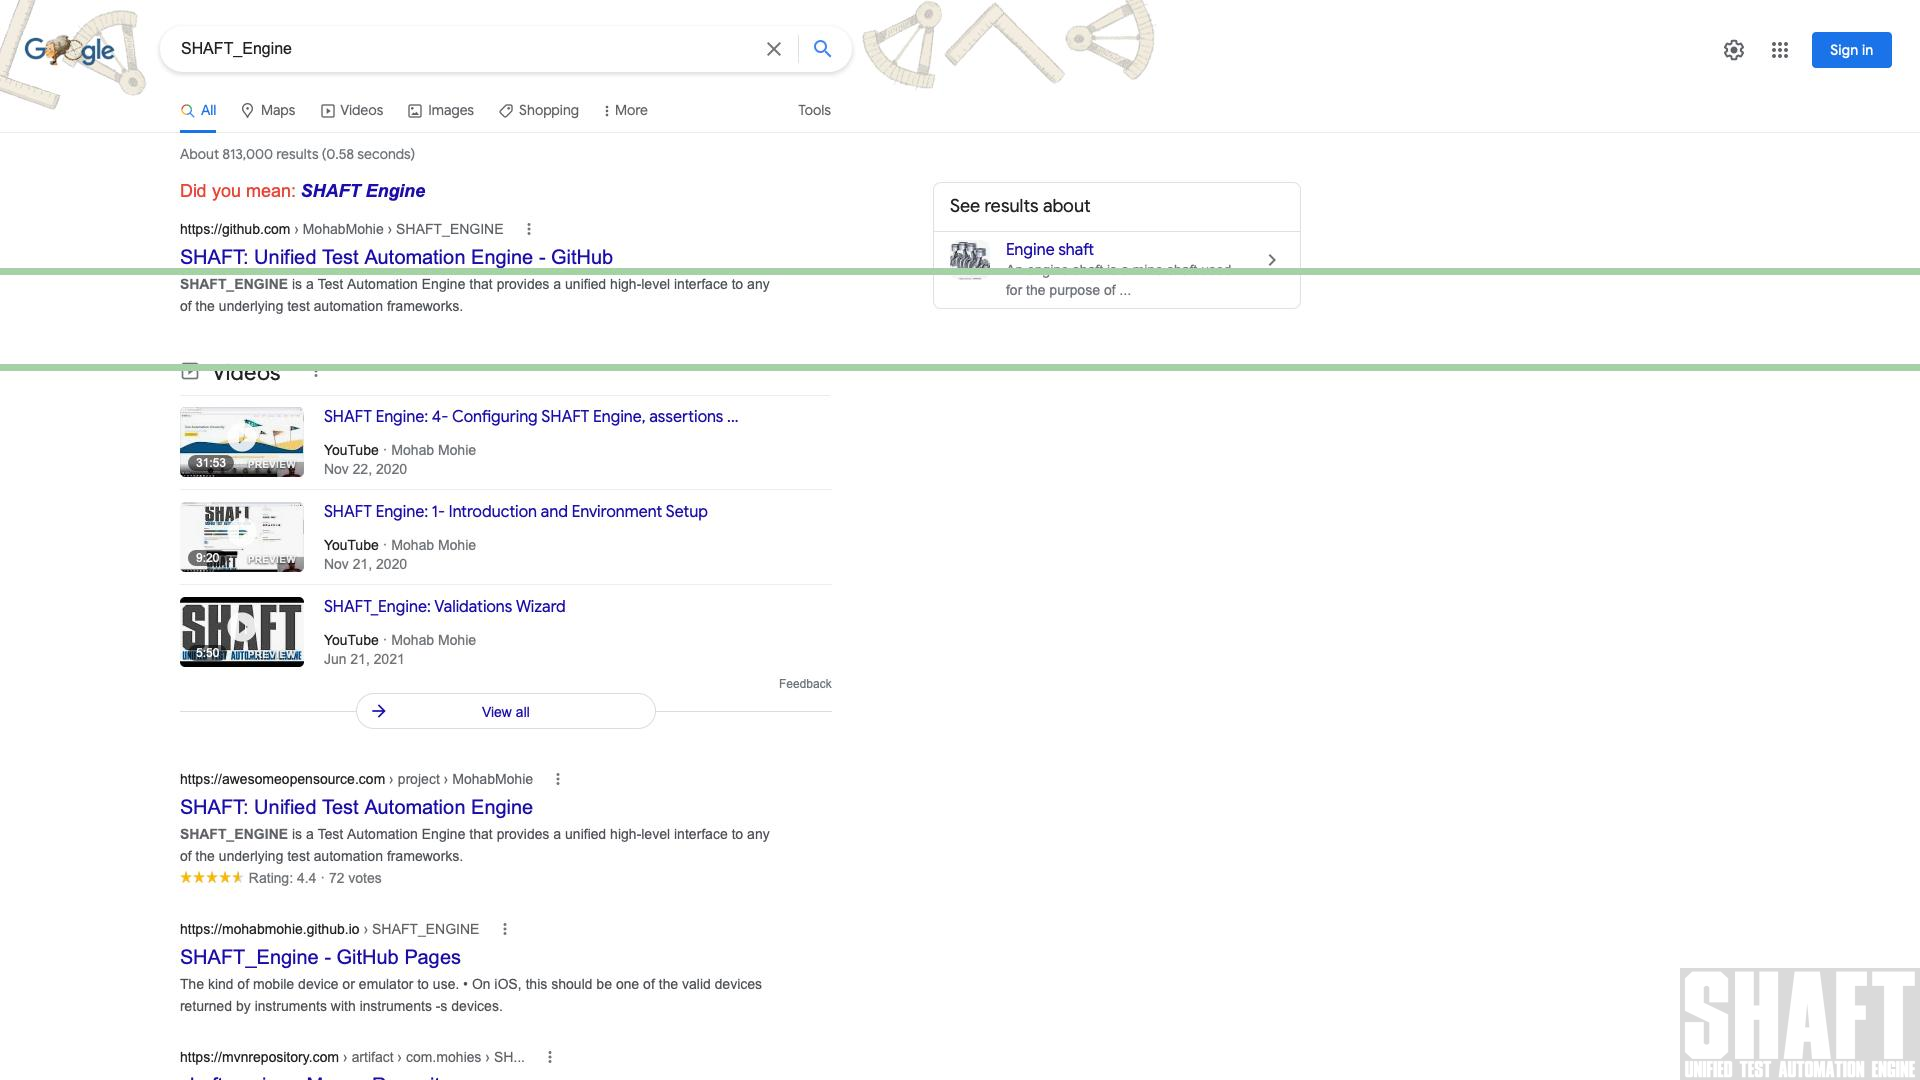 Google
SHAFT_Engine
Sign in
All
Maps
Videos
Images
Shopping
More
Tools
About 813,000 results (0.58 seconds)
Did you mean: SHAFT Engine
https://github.com › MohabMohie › SHAFT_ENGINE
SHAFT: Unified Test Automation Engine - GitHub
SHAFT_ENGINE is a Test Automation Engine that provides a unified high-level interface to any
of the underlying test automation frameworks.
See results about
Engine shaft
An engine shaft is a mine shaft used
for the purpose of ...
Videos
SHAFT Engine: 4- Configuring SHAFT Engine, assertions ...
31:53
PREVIEW
YouTube · Mohab Mohie
Nov 22, 2020
SHAFT
SHAFT Engine: 1- Introduction and Environment Setup
9:20
PREVIEW
YouTube · Mohab Mohie
Nov 21, 2020
SHAFT
SHAFT_Engine: Validations Wizard
5:50
PREVIEW
YouTube · Mohab Mohie
Jun 21, 2021
Feedback
View all
https://awesomeopensource.com › project › MohabMohie
SHAFT: Unified Test Automation Engine
SHAFT_ENGINE is a Test Automation Engine that provides a unified high-level interface to any
of the underlying test automation frameworks.
Rating: 4.4 · 72 votes
https://mohabmohie.github.io › SHAFT_ENGINE
SHAFT_Engine - GitHub Pages
The kind of mobile device or emulator to use. • On iOS, this should be one of the valid devices
returned by instruments with instruments -s devices.
https://mvnrepository.com › artifact › com.mohies › SH...
SHAFT
UNIFIED TEST AUTOMATION ENGINE